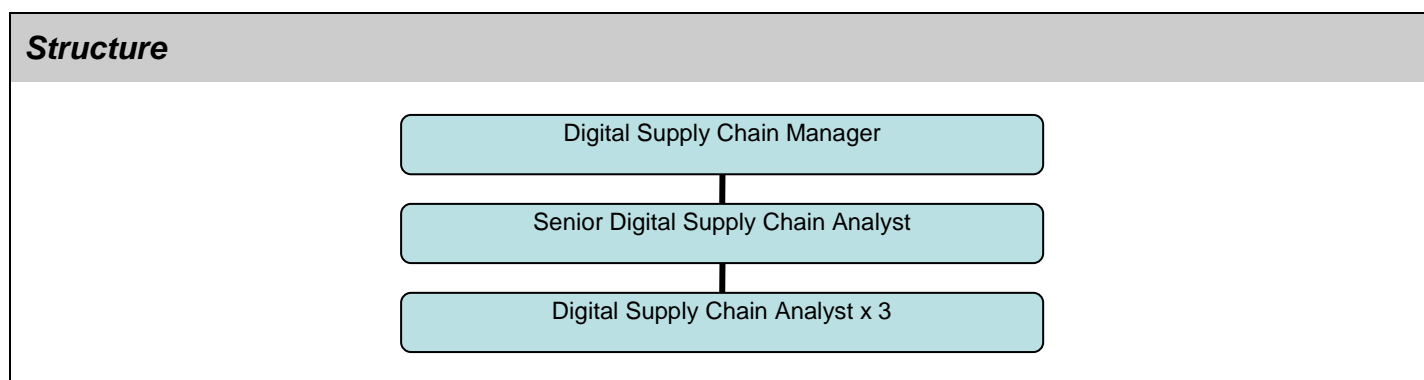 Structure
Digital Supply Chain Manager
Senior Digital Supply Chain Analyst
Digital Supply Chain Analyst x 3